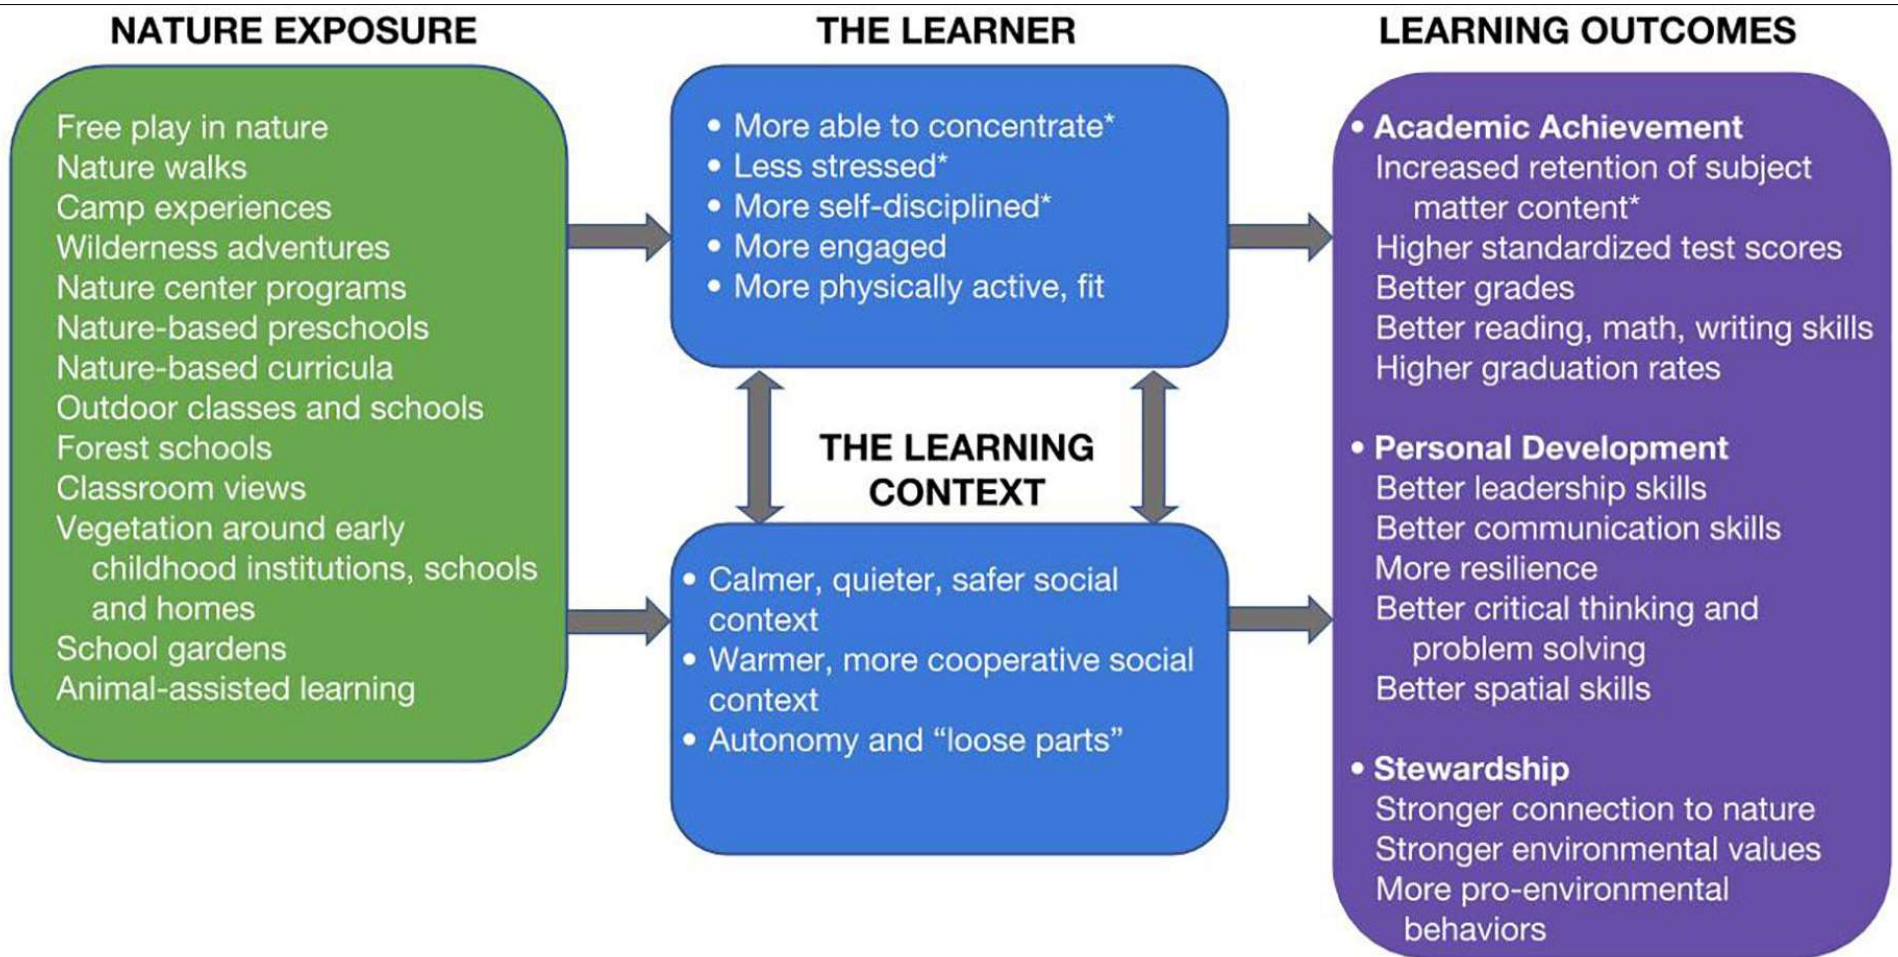 NATURE EXPOSURE
Free play in nature
Nature walks
Camp experiences
Wilderness adventures
Nature center programs
Nature-based preschools
Nature-based curricula
Outdoor classes and schools
Forest schools
Classroom views
Vegetation around early
childhood institutions, schools
and homes
School gardens
Animal-assisted learning
THE LEARNER
• More able to concentrate*
• Less stressed*
• More self-disciplined*
• More engaged
• More physically active, fit
THE LEARNING
CONTEXT
• Calmer, quieter, safer social
context
• Warmer, more cooperative social
context
• Autonomy and “loose parts”
LEARNING OUTCOMES
• Academic Achievement
Increased retention of subject
matter content*
Higher standardized test scores
Better grades
Better reading, math, writing skills
Higher graduation rates
• Personal Development
Better leadership skills
Better communication skills
More resilience
Better critical thinking and
problem solving
Better spatial skills
• Stewardship
Stronger connection to nature
Stronger environmental values
More pro-environmental
behaviors